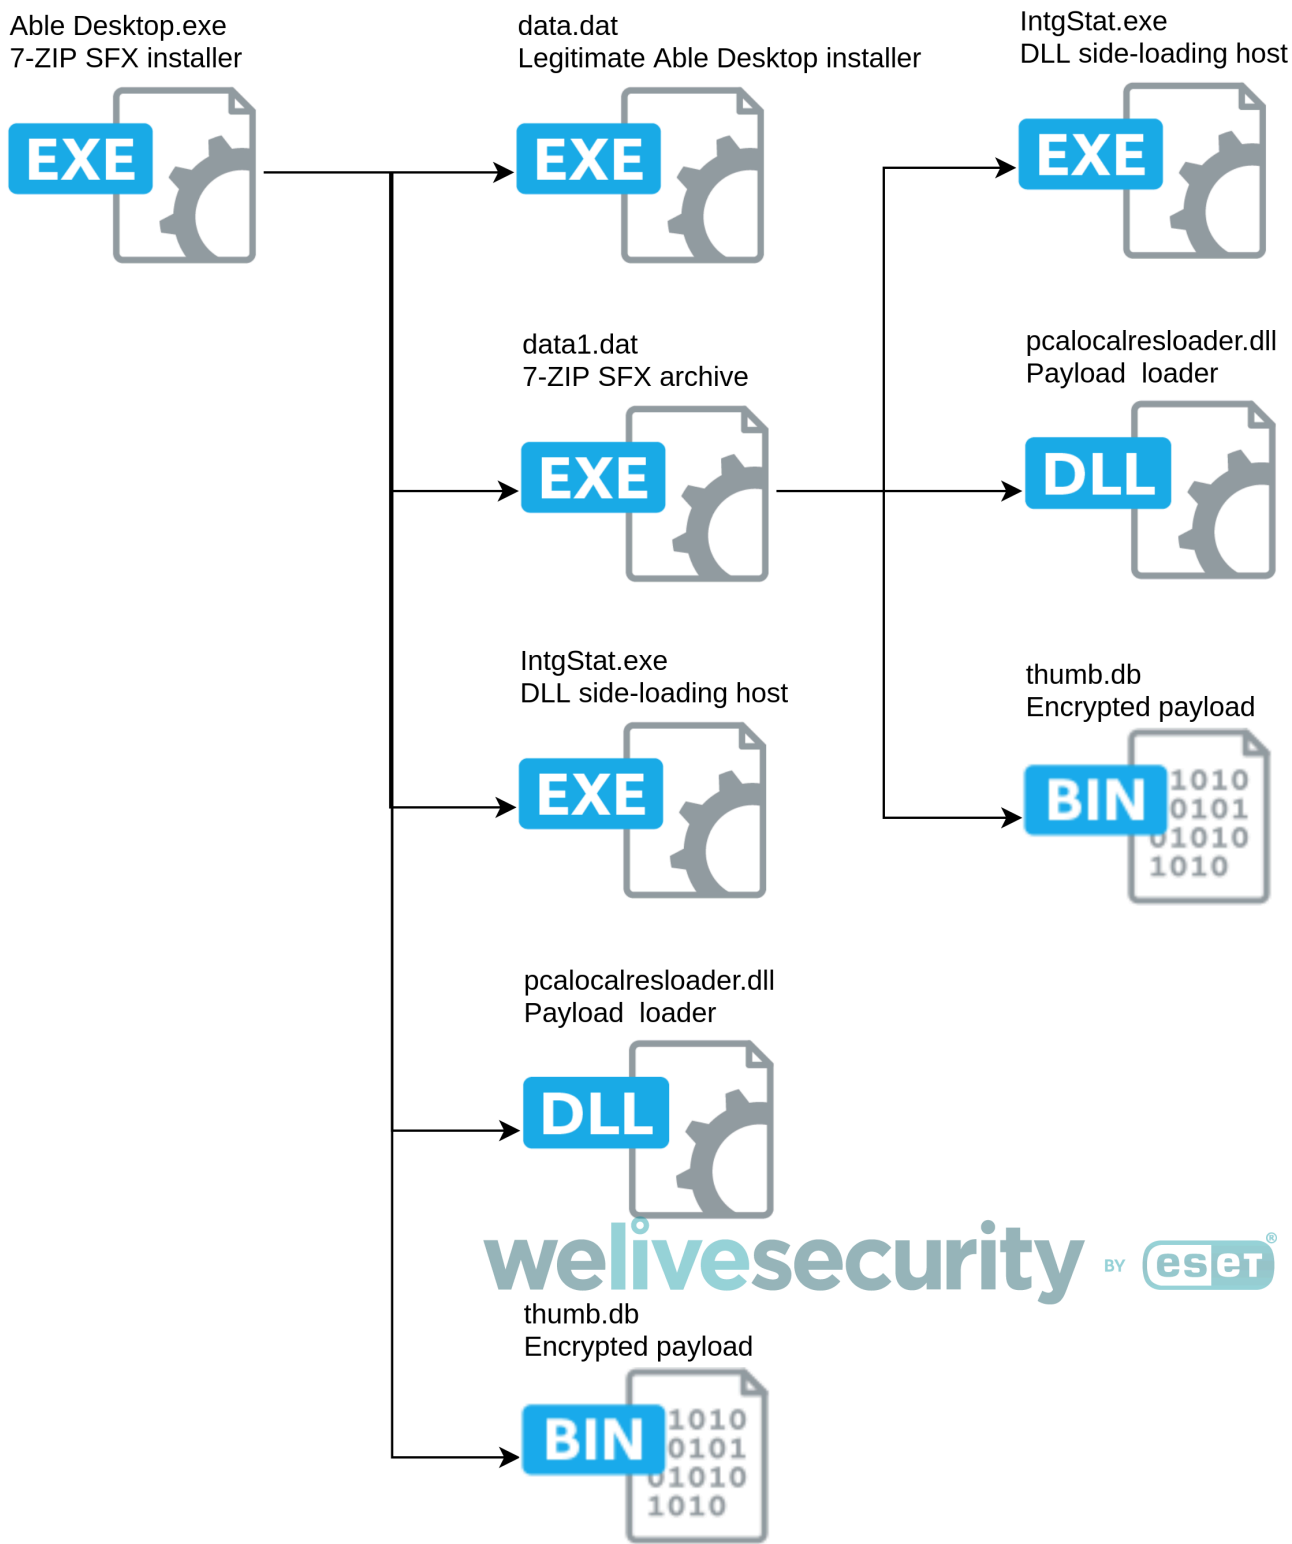 Able Desktop.exe
7-ZIP SFX installer
EXE
data.dat
Legitimate Able Desktop installer
EXE
IntgStat.exe
DLL side-loading host
EXE
data1.dat
7-ZIP SFX archive
EXE
pcalocalresloader.dll
Payload loader
DLL
IntgStat.exe
DLL side-loading host
EXE
thumb.db
Encrypted payload
BIN
1010
0101
01010
1010
pcalocalresloader.dll
Payload loader
DLL
welivesecurity BY eseT®
thumb.db
Encrypted payload
BIN
1010
0101
01010
1010